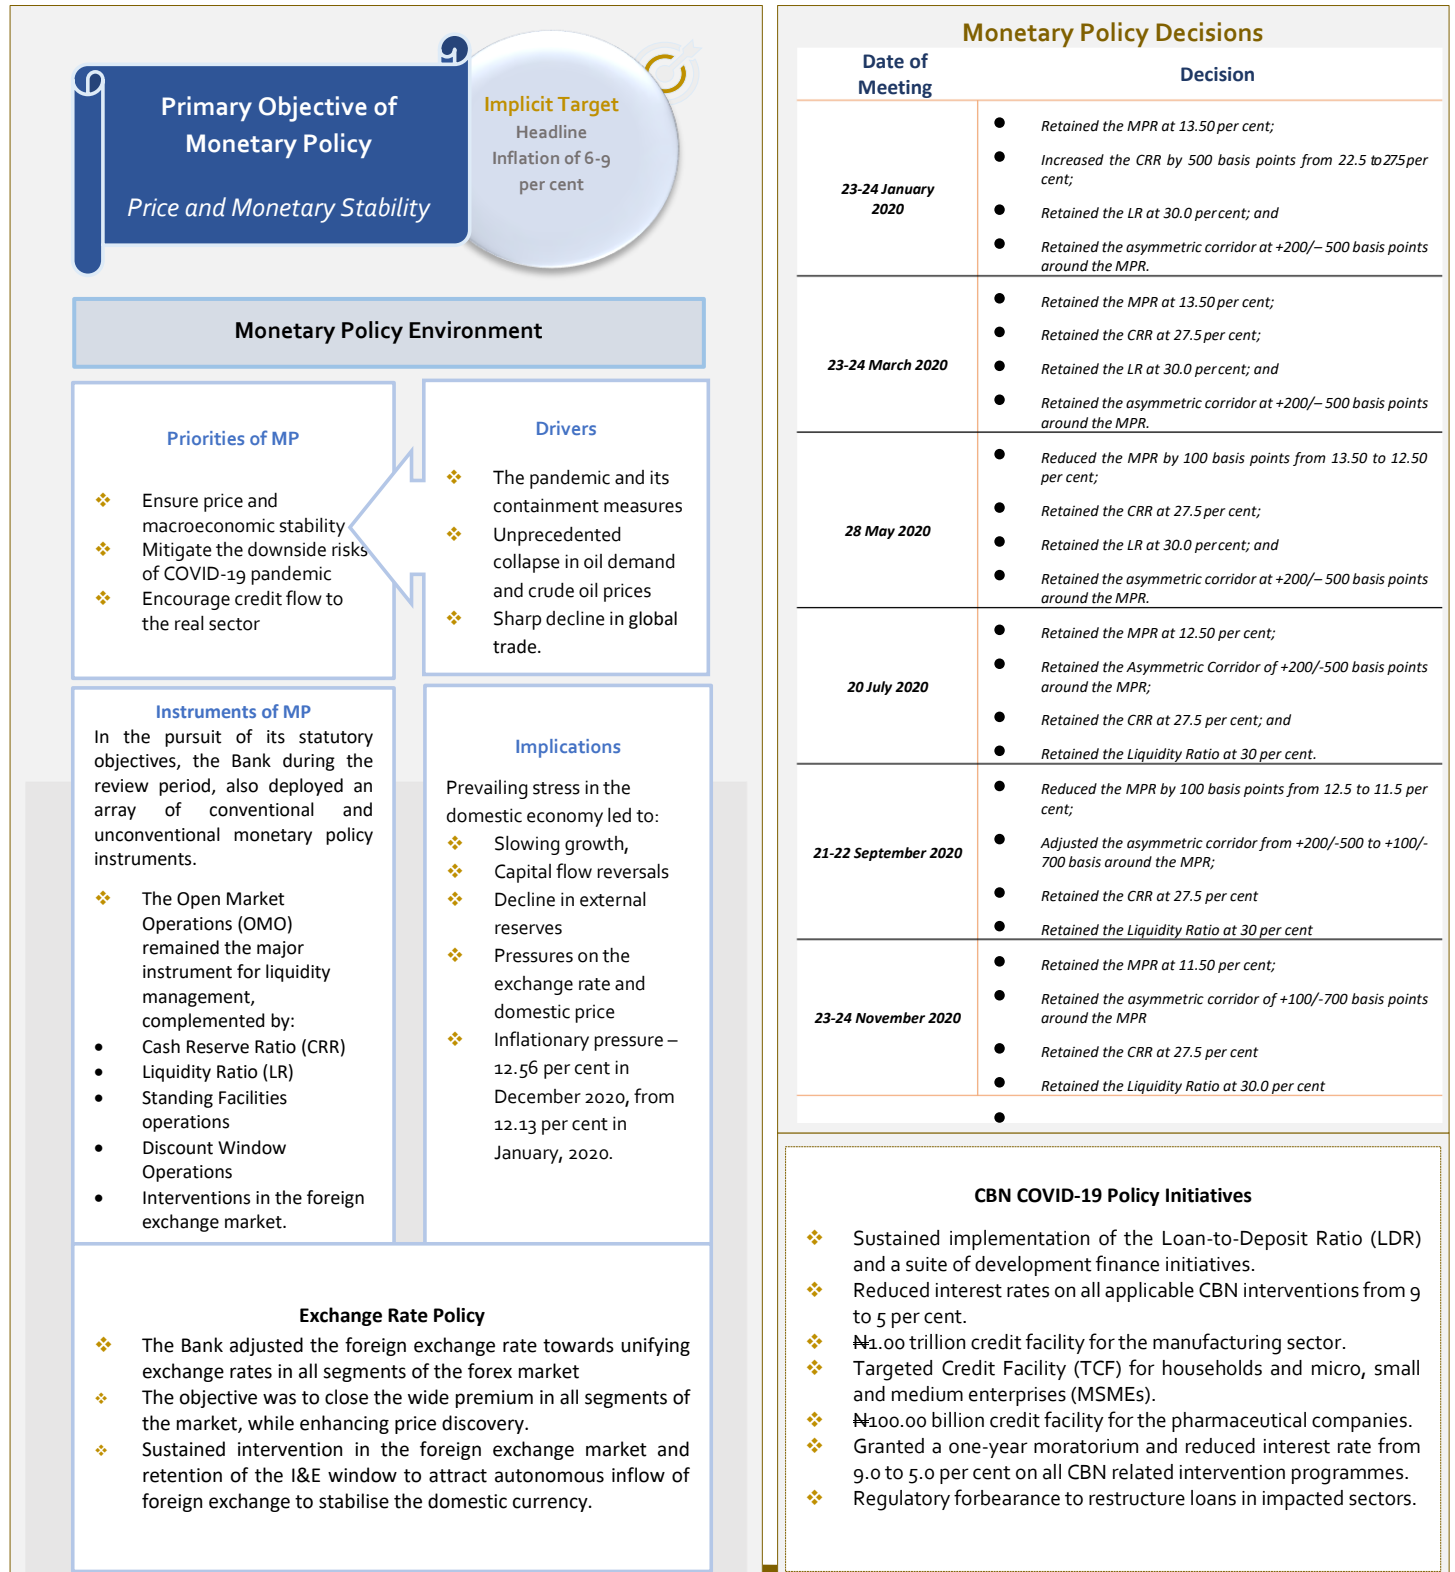 Primary Objective of
Monetary Policy
Price and Monetary Stability
Implicit Target
Headline
Inflation of 6-9
per cent
Monetary Policy Environment
Priorities of MP
❖ Ensure price and
macroeconomic stability
❖ Mitigate the downside risks
of COVID-19 pandemic
❖ Encourage credit flow to
the real sector
Drivers
❖ The pandemic and its
containment measures
❖ Unprecedented
collapse in oil demand
and crude oil prices
❖ Sharp decline in global
trade.
Instruments of MP
In the pursuit of its statutory
objectives, the Bank during the
review period, also deployed an
array of conventional and
unconventional monetary policy
instruments.
❖ The Open Market
Operations (OMO)
remained the major
instrument for liquidity
management,
complemented by:
• Cash Reserve Ratio (CRR)
• Liquidity Ratio (LR)
• Standing Facilities
operations
• Discount Window
Operations
• Interventions in the foreign
exchange market.
Implications
Prevailing stress in the
domestic economy led to:
❖ Slowing growth,
❖ Capital flow reversals
❖ Decline in external
reserves
❖ Pressures on the
exchange rate and
domestic price
❖ Inflationary pressure –
12.56 per cent in
December 2020, from
12.13 per cent in
January, 2020.
Exchange Rate Policy
❖ The Bank adjusted the foreign exchange rate towards unifying
exchange rates in all segments of the forex market
❖ The objective was to close the wide premium in all segments of
the market, while enhancing price discovery.
❖ Sustained intervention in the foreign exchange market and
retention of the I&E window to attract autonomous inflow of
foreign exchange to stabilise the domestic currency.
Monetary Policy Decisions
Date of
Meeting
Decision
23-24 January
2020
● Retained the MPR at 13.50 per cent;
● Increased the CRR by 500 basis points from 22.5 to 27.5 per
cent;
● Retained the LR at 30.0 per cent; and
● Retained the asymmetric corridor at +200/– 500 basis points
around the MPR.
23-24 March 2020
● Retained the MPR at 13.50 per cent;
● Retained the CRR at 27.5 per cent;
● Retained the LR at 30.0 per cent; and
● Retained the asymmetric corridor at +200/– 500 basis points
around the MPR.
28 May 2020
● Reduced the MPR by 100 basis points from 13.50 to 12.50
per cent;
● Retained the CRR at 27.5 per cent;
● Retained the LR at 30.0 per cent; and
● Retained the asymmetric corridor at +200/– 500 basis points
around the MPR.
20 July 2020
● Retained the MPR at 12.50 per cent;
● Retained the Asymmetric Corridor of +200/-500 basis points
around the MPR;
● Retained the CRR at 27.5 per cent; and
● Retained the Liquidity Ratio at 30 per cent.
21-22 September 2020
● Reduced the MPR by 100 basis points from 12.5 to 11.5 per
cent;
● Adjusted the asymmetric corridor from +200/-500 to +100/-
700 basis around the MPR;
● Retained the CRR at 27.5 per cent
● Retained the Liquidity Ratio at 30 per cent
23-24 November 2020
● Retained the MPR at 11.50 per cent;
● Retained the asymmetric corridor of +100/-700 basis points
around the MPR
● Retained the CRR at 27.5 per cent
● Retained the Liquidity Ratio at 30.0 per cent
●
CBN COVID-19 Policy Initiatives
❖ Sustained implementation of the Loan-to-Deposit Ratio (LDR)
and a suite of development finance initiatives.
❖ Reduced interest rates on all applicable CBN interventions from 9
to 5 per cent.
❖ ₦1.00 trillion credit facility for the manufacturing sector.
❖ Targeted Credit Facility (TCF) for households and micro, small
and medium enterprises (MSMEs).
❖ ₦100.00 billion credit facility for the pharmaceutical companies.
❖ Granted a one-year moratorium and reduced interest rate from
9.0 to 5.0 per cent on all CBN related intervention programmes.
❖ Regulatory forbearance to restructure loans in impacted sectors.